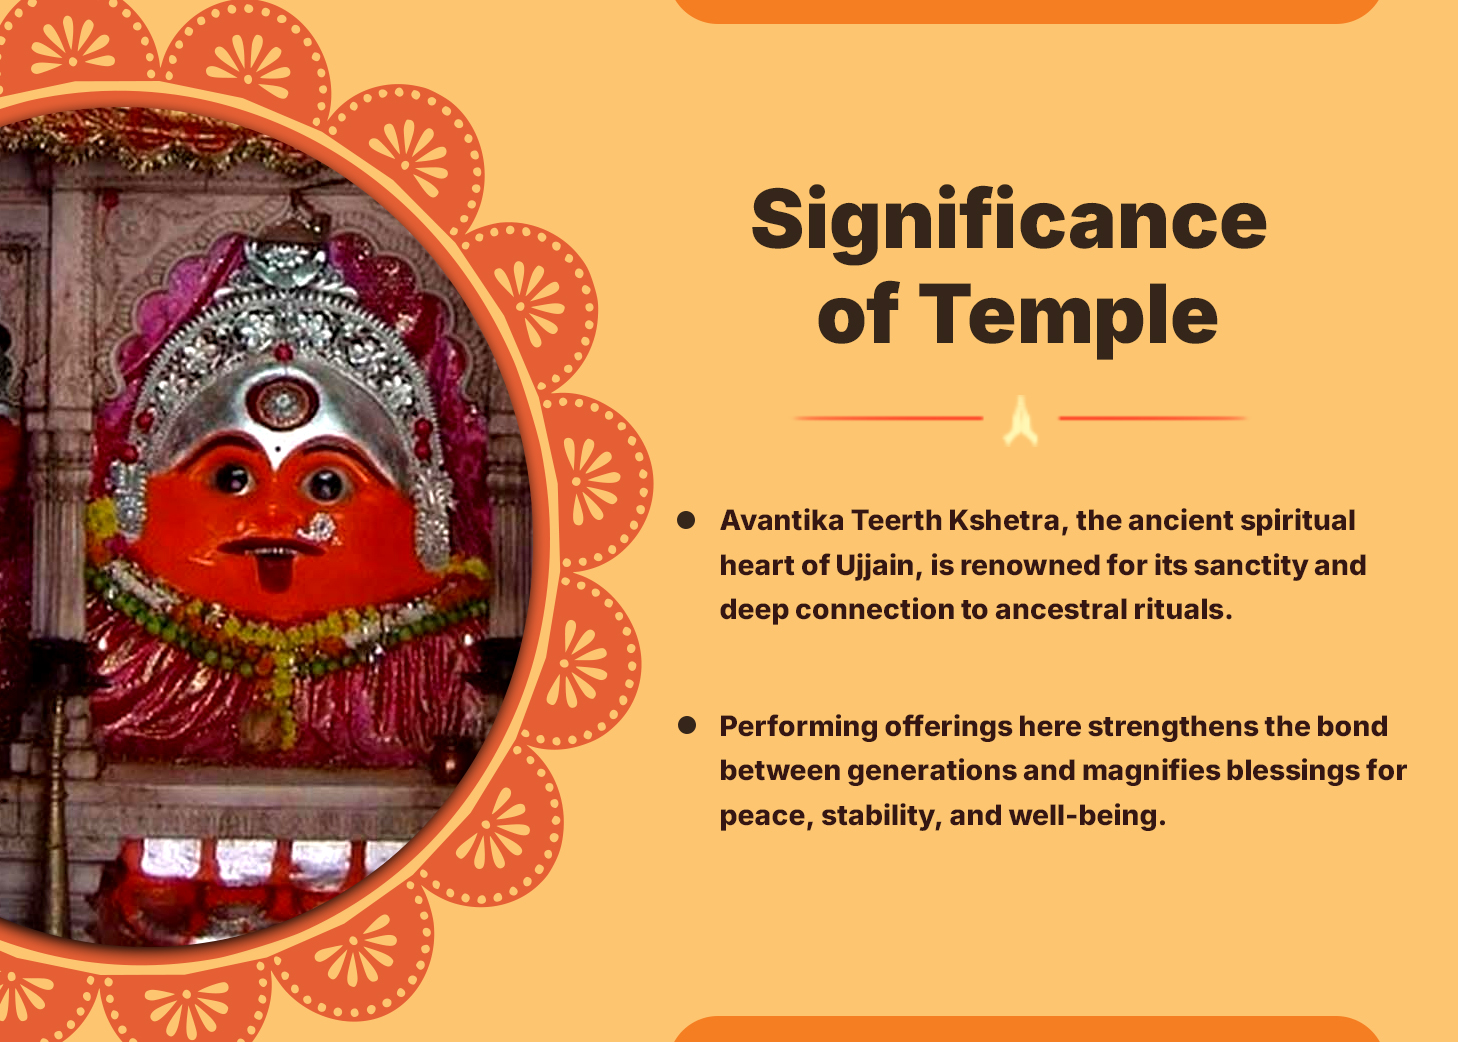 Significance
of Temple
Avantika Teerth Kshetra, the ancient spiritual
heart of Ujjain, is renowned for its sanctity and
deep connection to ancestral rituals.
Performing offerings here strengthens the bond
between generations and magnifies blessings for
peace, stability, and well-being.